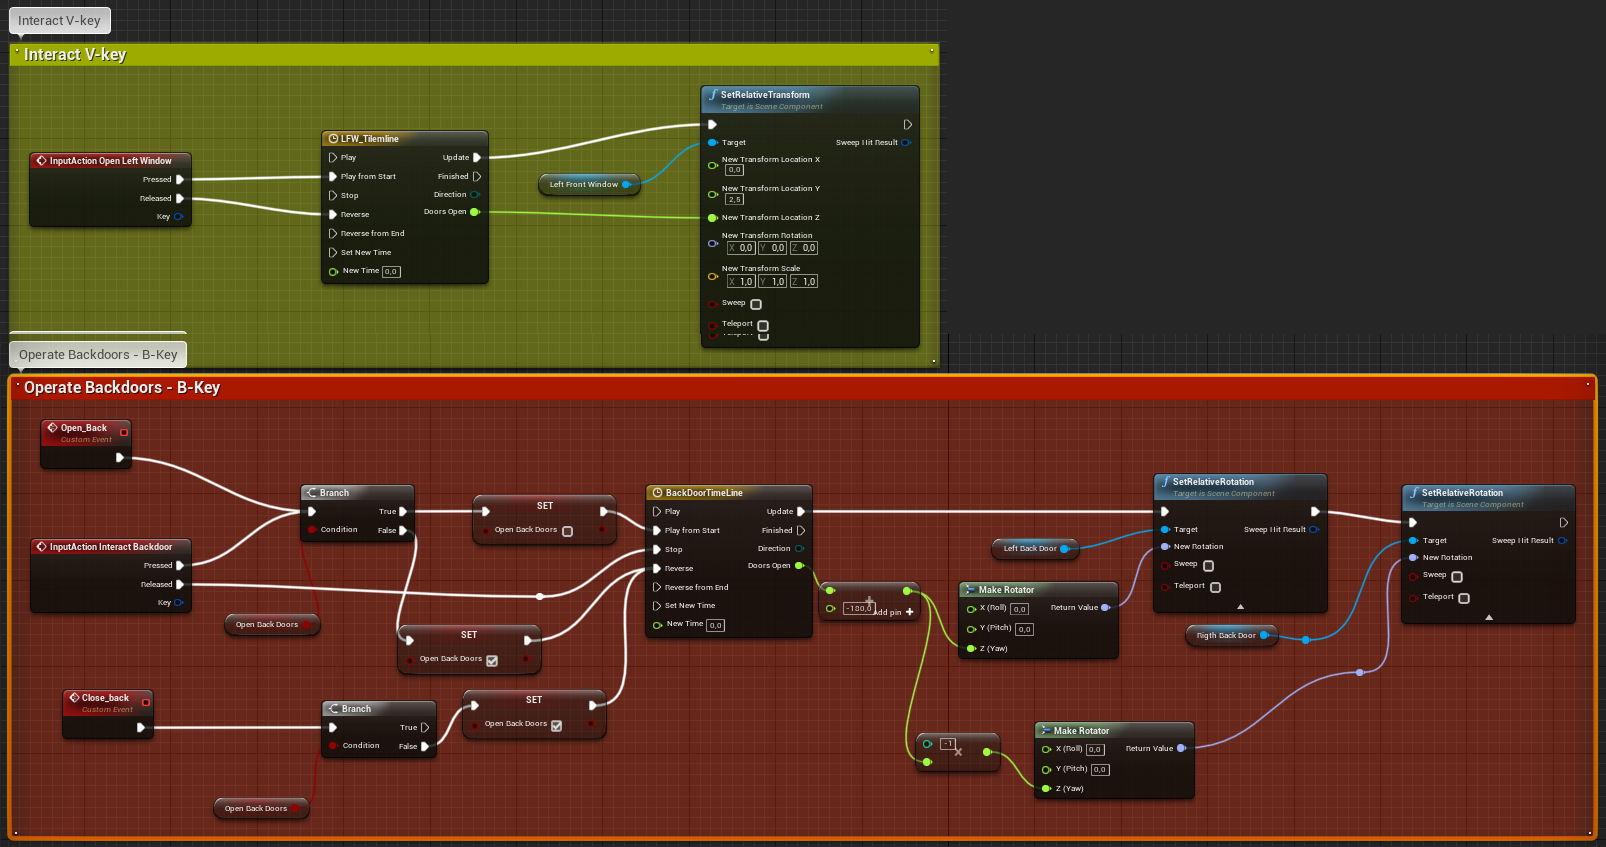 Interact V-key
Interact V-key
InputAction Open Left Window
Pressed
Released
Key
LFW_Tilemline
Play
Update
Play from Start
Finished
Stop
Direction
Reverse
Doors Open
Reverse from End
Set New Time
New Time 0,0
Left Front Window
SetRelativeTransform
Target is Scene Component
Target
Sweep Hit Result
New Transform Location X
0,0
New Transform Location Y
2,5
New Transform Location Z
New Transform Rotation
X 0,0 Y 0,0 Z 0,0
New Transform Scale
X 1,0 Y 1,0 Z 1,0
Sweep
Teleport
Operate Backdoors - B-Key
Operate Backdoors - B-Key
Open_Back
Custom Event
InputAction Interact Backdoor
Pressed
Released
Key
Open Back Doors
Branch
True
Condition
False
SET
Open Back Doors
SET
Open Back Doors
Close_back
Custom Event
Branch
True
Condition
False
Open Back Doors
SET
Open Back Doors
BackDoorTimeLine
Play
Update
Play from Start
Finished
Stop
Direction
Reverse
Doors Open
Reverse from End
Set New Time
New Time 0,0
+
-180,0
Add pin +
Left Back Door
Make Rotator
X (Roll) 0,0
Return Value
Y (Pitch) 0,0
Z (Yaw)
SetRelativeRotation
Target is Scene Component
Target
Sweep Hit Result
New Rotation
Sweep
Teleport
Rigth Back Door
SetRelativeRotation
Target is Scene Component
Target
Sweep Hit Result
New Rotation
Sweep
Teleport
-1
x
Make Rotator
X (Roll) 0,0
Return Value
Y (Pitch) 0,0
Z (Yaw)